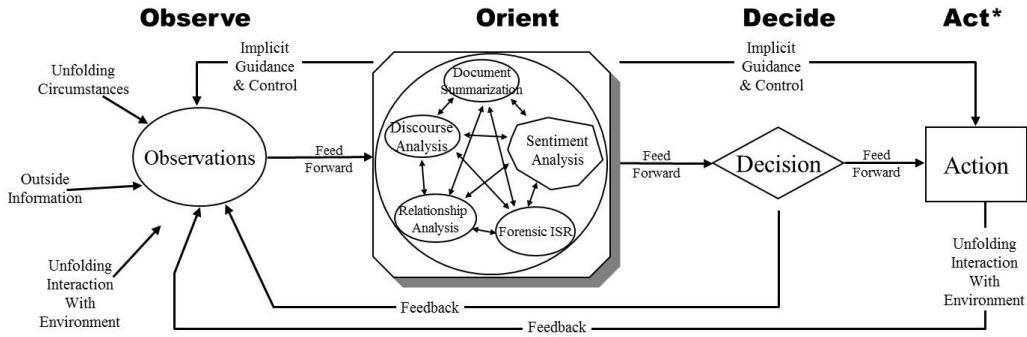 Observe
Orient
Decide
Act*
Implicit
Guidance
& Control
Implicit
Guidance
& Control
Unfolding
Circumstances
Outside
Information
Unfolding
Interaction
With
Environment
Observations
Feed
Forward
Document
Summarization
Discourse
Analysis
Sentiment
Analysis
Relationship
Analysis
Forensic ISR
Feed
Forward
Decision
Feed
Forward
Action
Unfolding
Interaction
With
Environment
Feedback
Feedback